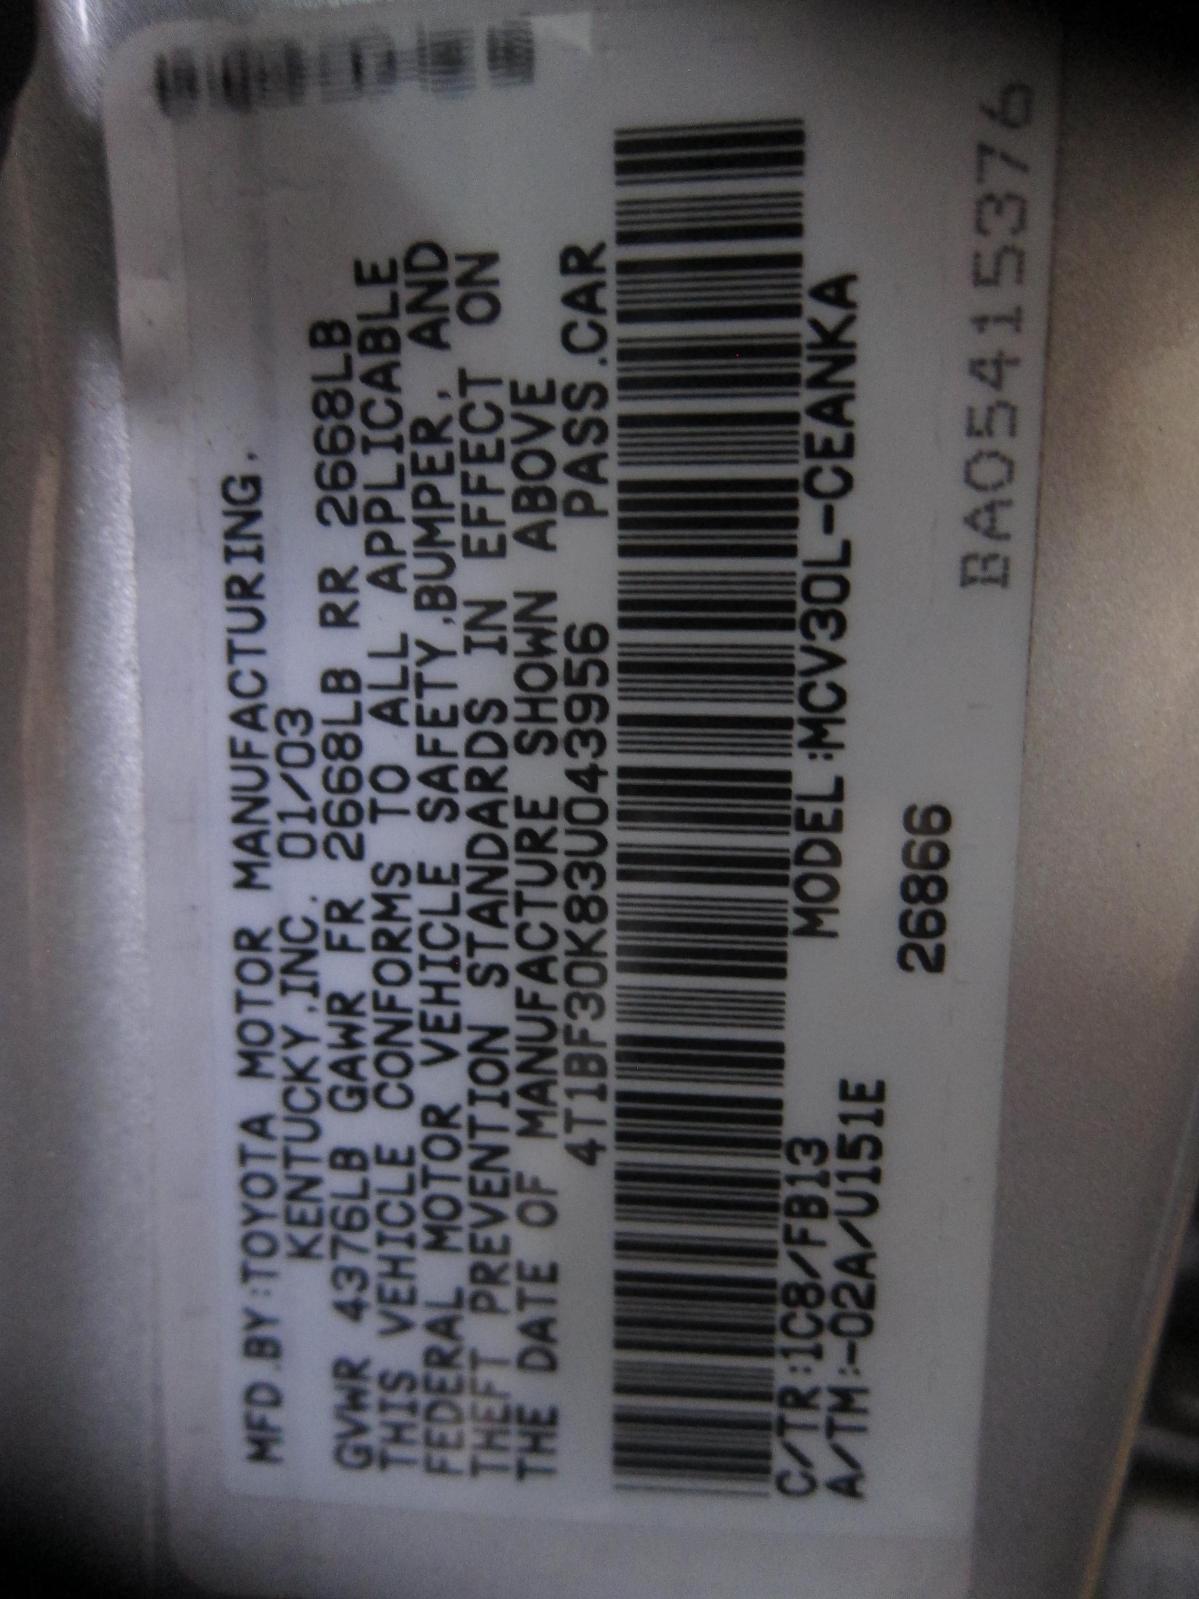 MFD.BY:TOYOTA MOTOR MANUFACTURING,
KENTUCKY,INC. 01/03
GVWR 4376LB GAWR FR 2668LB RR 2668LB
THIS VEHICLE CONFORMS TO ALL APPLICABLE
FEDERAL MOTOR VEHICLE SAFETY,BUMPER, AND
THEFT PREVENTION STANDARDS IN EFFECT ON
THE DATE OF MANUFACTURE SHOWN ABOVE
4T1BF30K83U043956 PASS.CAR
C/TR:1C8/FB13 MODEL:MCV30L-CEANKA
A/TM:-02A/U151E
26866
BA05415376